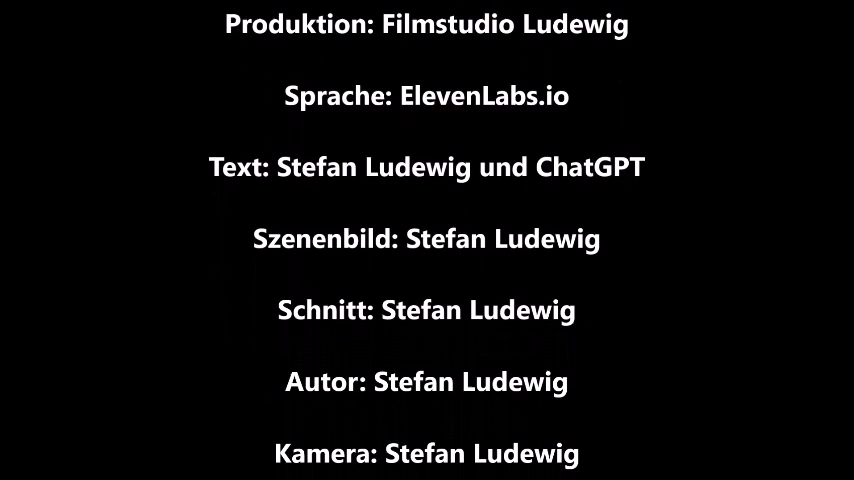 Produktion: Filmstudio Ludewig
Sprache: ElevenLabs.io
Text: Stefan Ludewig und ChatGPT
Szenenbild: Stefan Ludewig
Schnitt: Stefan Ludewig
Autor: Stefan Ludewig
Kamera: Stefan Ludewig